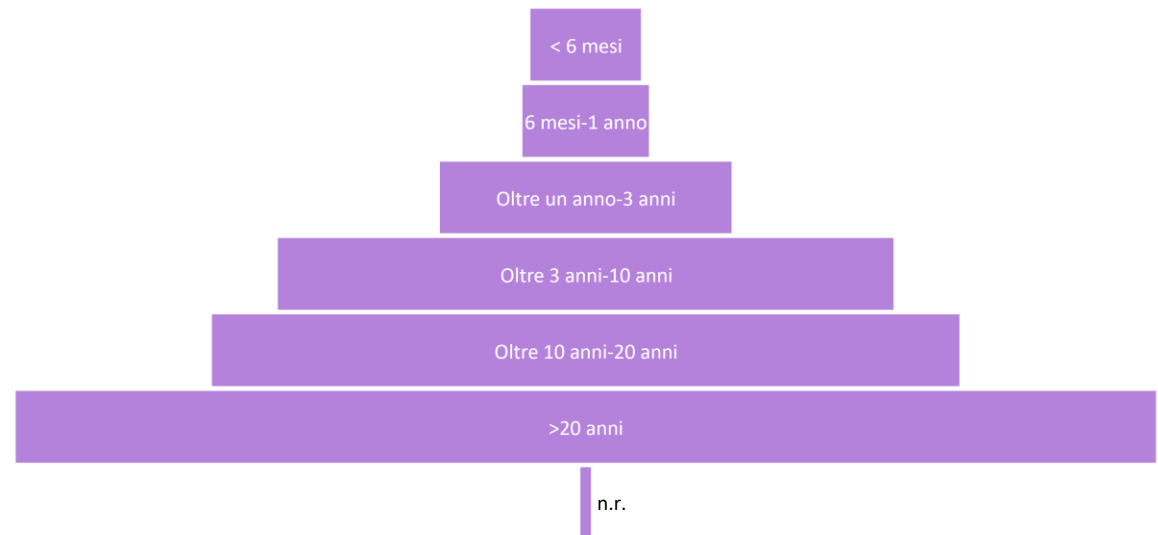 < 6 mesi
6 mesi-1 anno
Oltre un anno-3 anni
Oltre 3 anni-10 anni
Oltre 10 anni-20 anni
>20 anni
n.r.